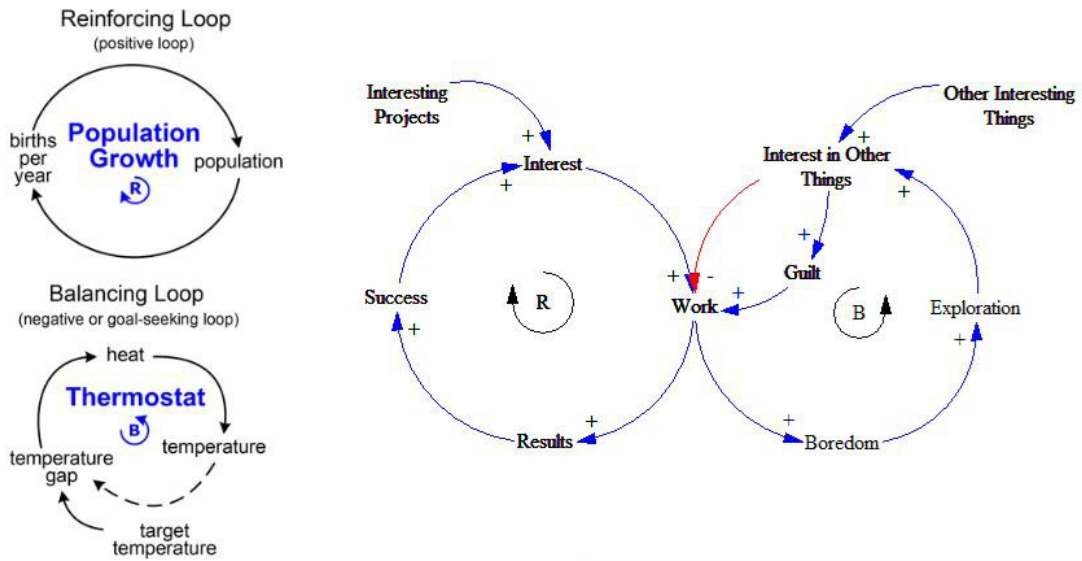 Reinforcing Loop
(positive loop)
births
per
year
Population
Growth
R
population
Balancing Loop
(negative or goal-seeking loop)
heat
Thermostat
B
temperature
temperature
gap
target
temperature
Interesting
Projects
+
Interest
+
Success
+
R
+
Results
+
-
Work
+
Other Interesting
Things
+
Interest in Other
Things
+
+
Guilt
B
Exploration
+
+
Boredom